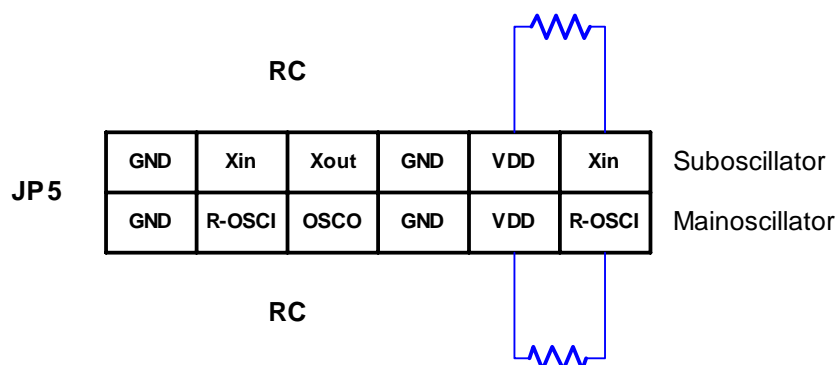 RC
GND Xin Xout GND VDD Xin Suboscillator
JP5
GND R-OSCI OSCO GND VDD R-OSCI Mainoscillator
RC